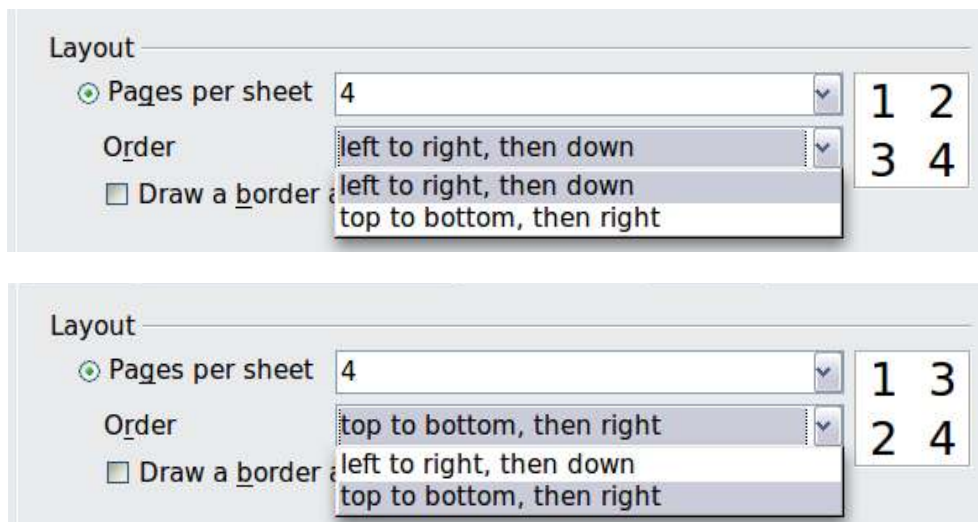 Layout
Pages per sheet 4
1 2
Order left to right, then down
3 4
left to right, then down
Draw a border
top to bottom, then right
Layout
Pages per sheet 4
1 3
Order top to bottom, then right
2 4
left to right, then down
Draw a border
top to bottom, then right